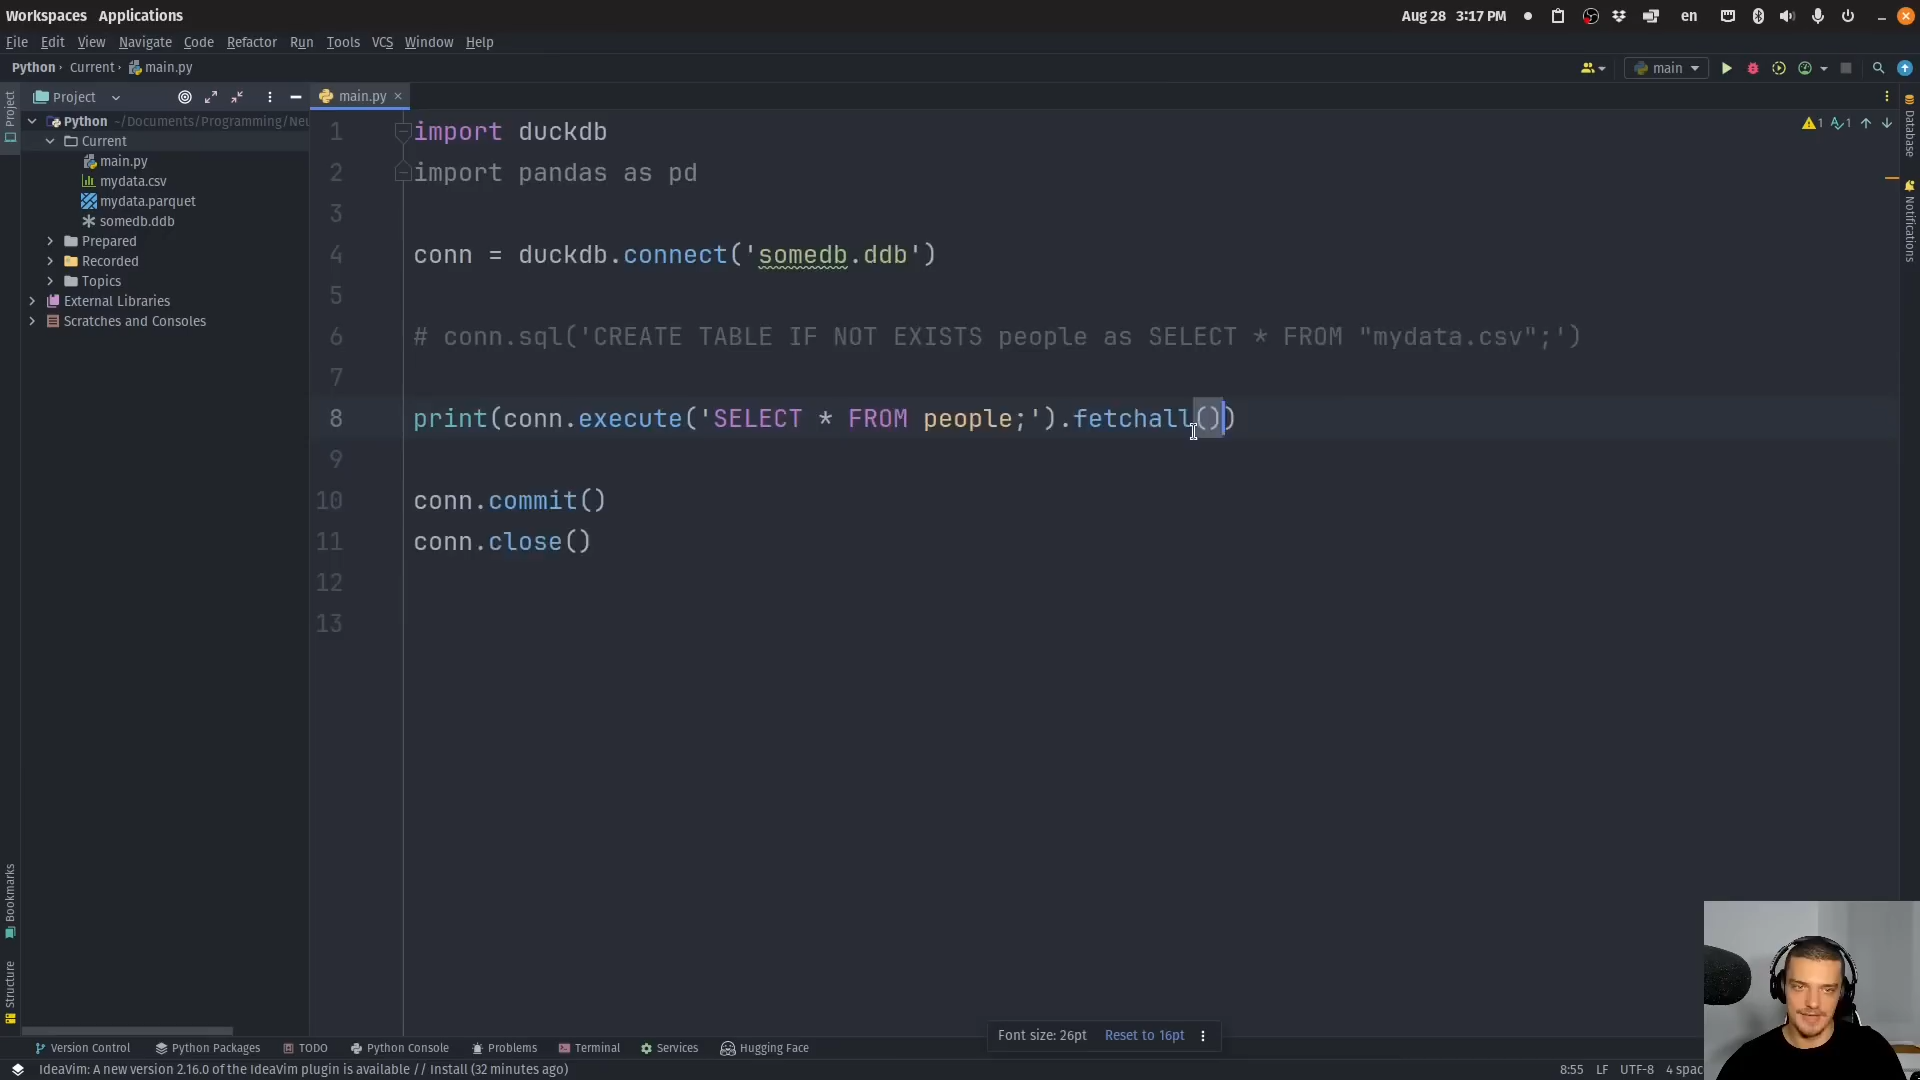 Workspaces Applications
Aug 28 3:17 PM
en
File Edit View Navigate Code Refactor Run Tools VCS Window Help
Python › Current › main.py
main
Project
main.py ×
Project
Python ~/Documents/Programming/Neu
Current
main.py
mydata.csv
mydata.parquet
somedb.ddb
Prepared
Recorded
Topics
External Libraries
Scratches and Consoles
1 import duckdb
2 import pandas as pd
3
4 conn = duckdb.connect('somedb.ddb')
5
6 # conn.sql('CREATE TABLE IF NOT EXISTS people as SELECT * FROM "mydata.csv";')
7
8 print(conn.execute('SELECT * FROM people;').fetchall())
9
10 conn.commit()
11 conn.close()
12
13
1 1
Database
Notifications
Bookmarks
Structure
Font size: 26pt Reset to 16pt
Version Control Python Packages TODO Python Console Problems Terminal Services Hugging Face
IdeaVim: A new version 2.16.0 of the IdeaVim plugin is available // Install (32 minutes ago)
8:55 LF UTF-8 4 spac